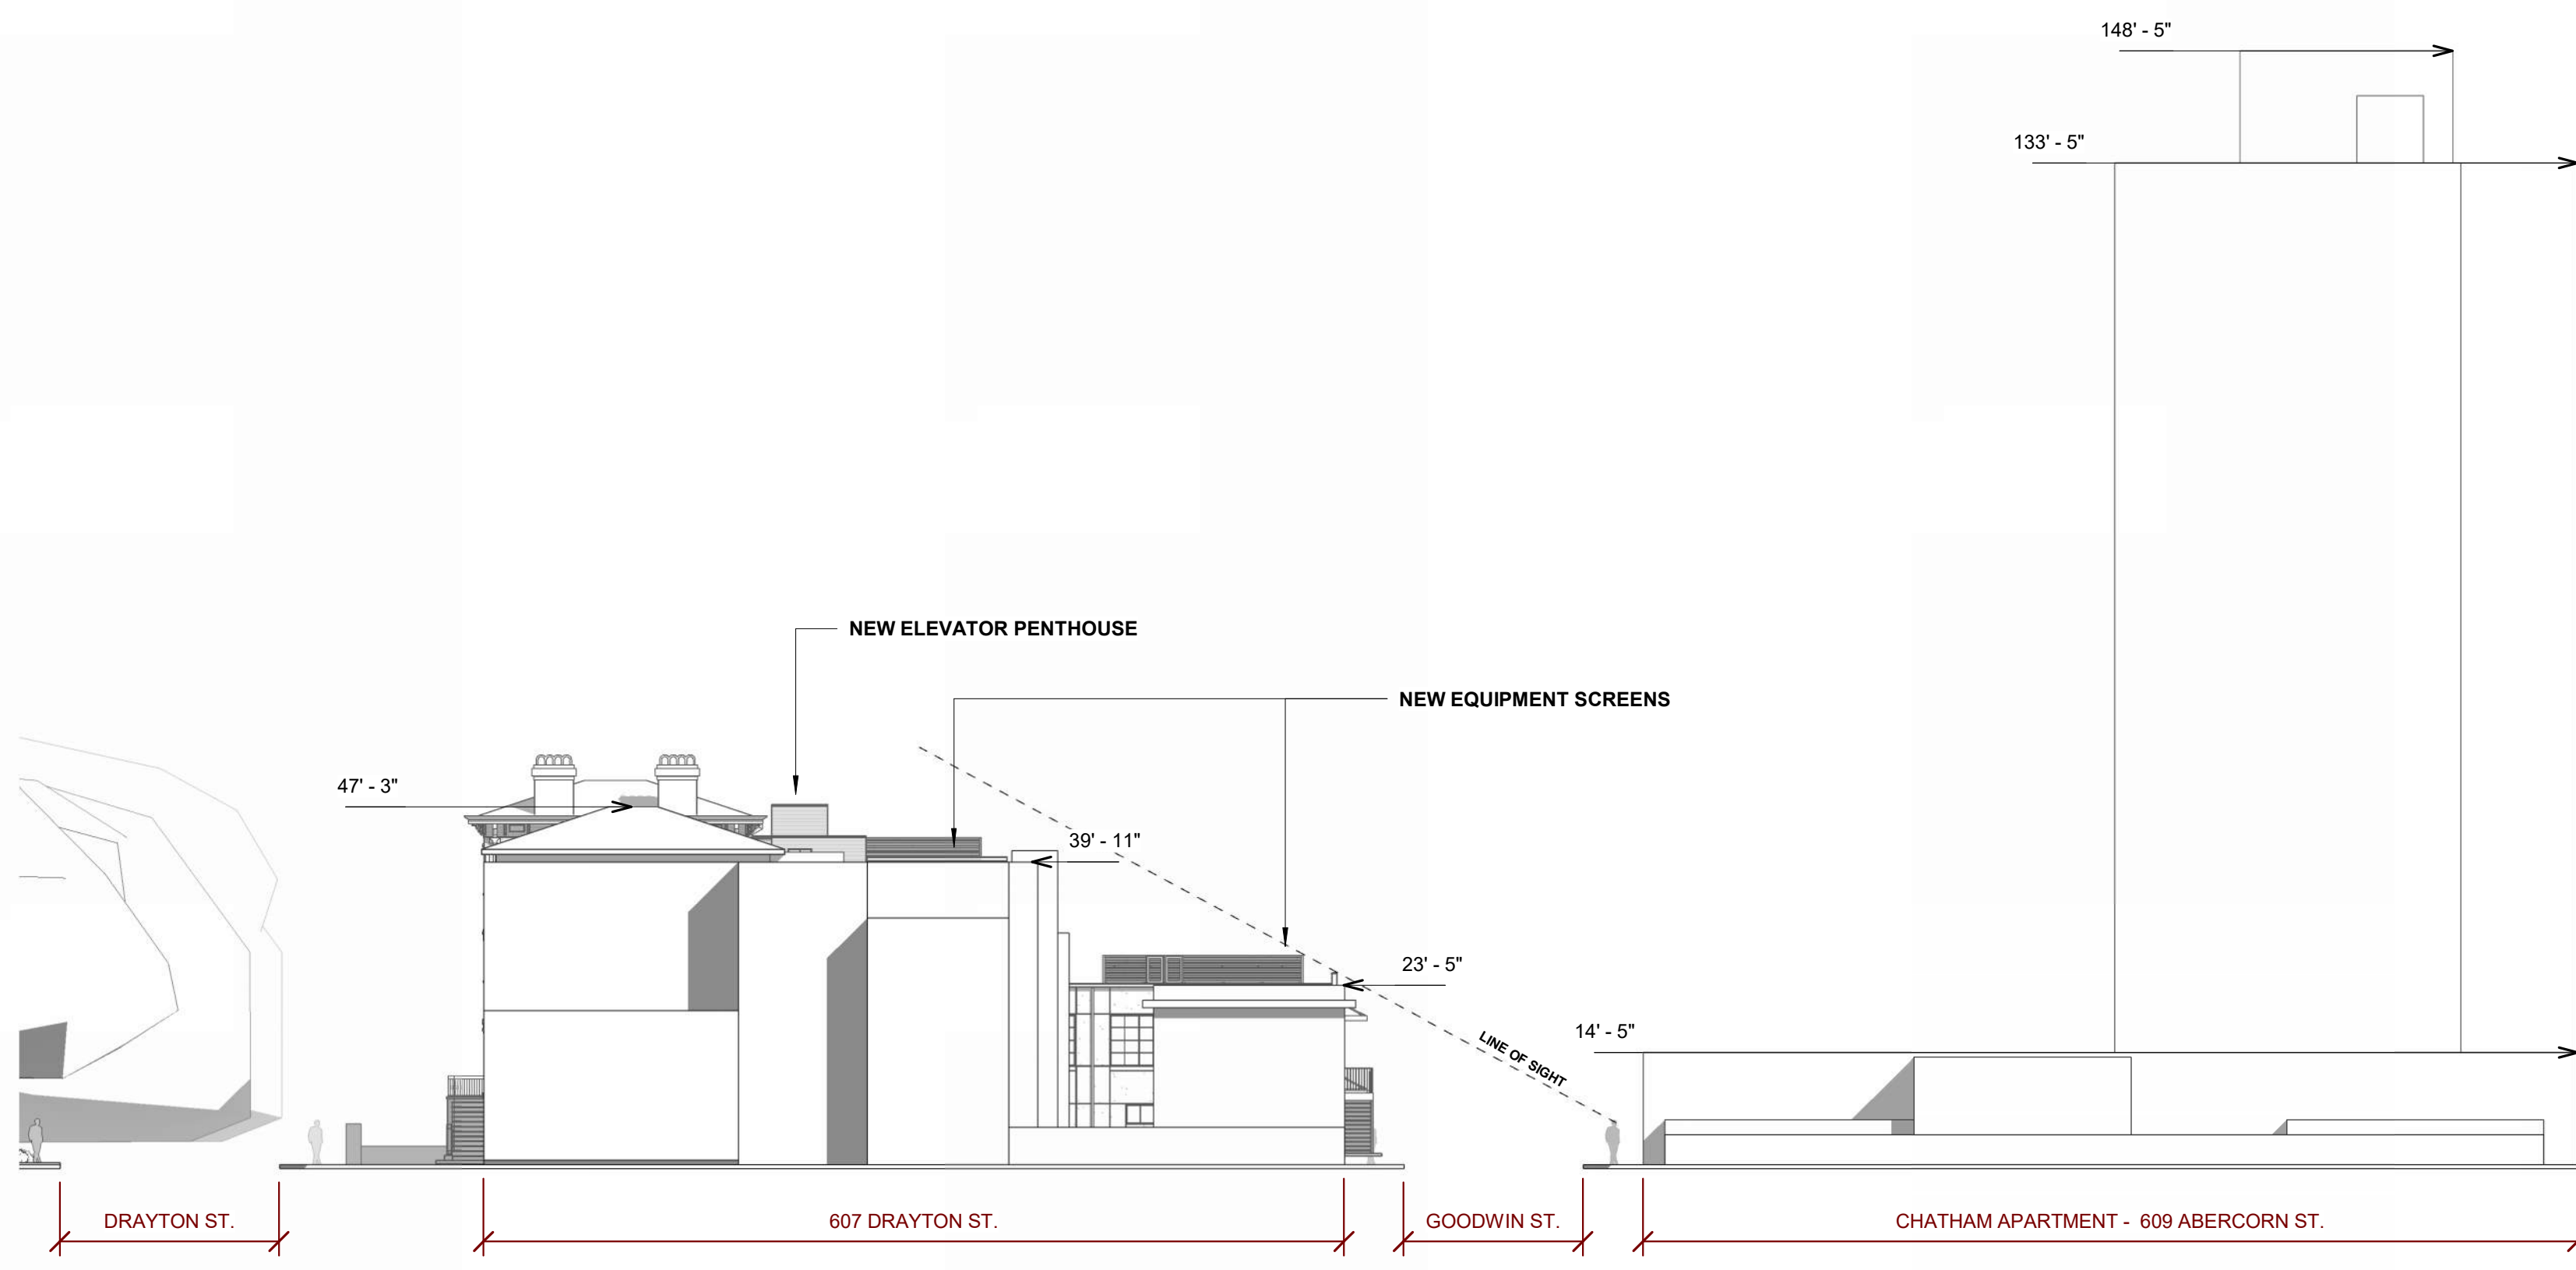 148' - 5"
133' - 5"
NEW ELEVATOR PENTHOUSE
NEW EQUIPMENT SCREENS
47' - 3"
39' - 11"
23' - 5"
14' - 5"
LINE OF SIGHT
DRAYTON ST.
607 DRAYTON ST.
GOODWIN ST.
CHATHAM APARTMENT - 609 ABERCORN ST.